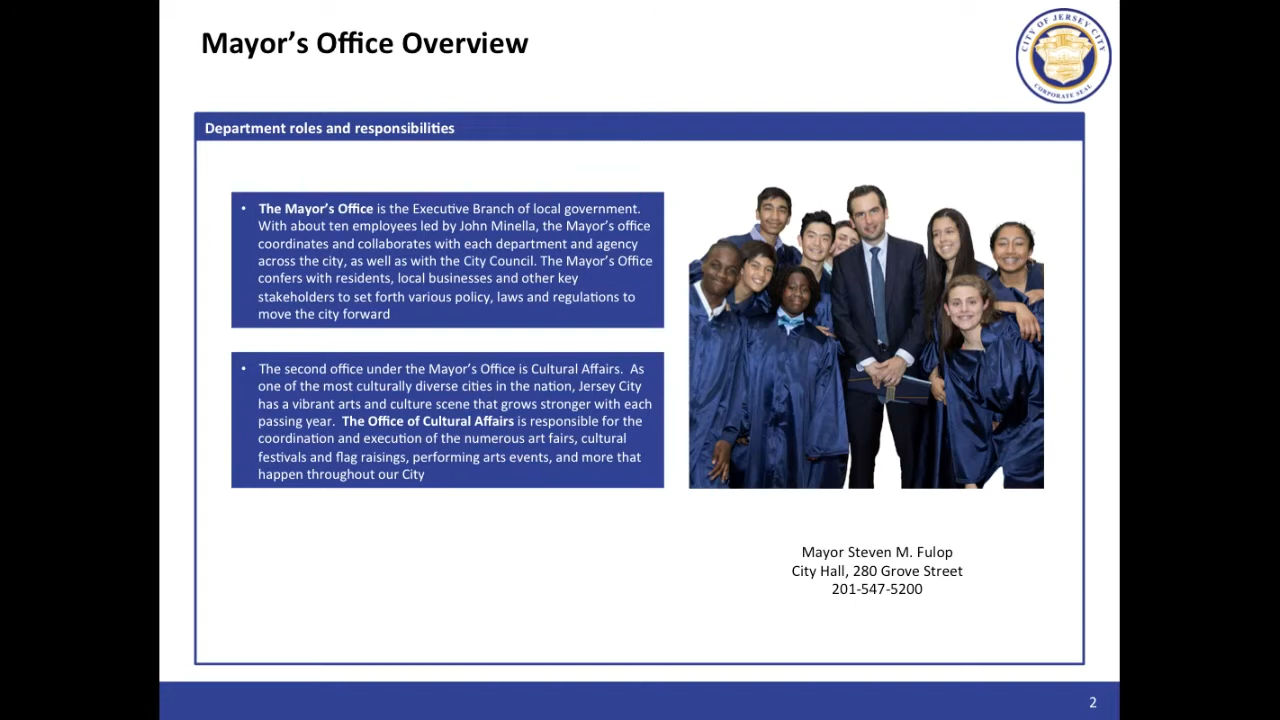 Mayor’s Office Overview
CITY OF JERSEY CITY
CORPORATE SEAL
Department roles and responsibilities
• The Mayor’s Office is the Executive Branch of local government.
With about ten employees led by John Minella, the Mayor’s office
coordinates and collaborates with each department and agency
across the city, as well as with the City Council. The Mayor’s Office
confers with residents, local businesses and other key
stakeholders to set forth various policy, laws and regulations to
move the city forward
• The second office under the Mayor’s Office is Cultural Affairs.  As
one of the most culturally diverse cities in the nation, Jersey City
has a vibrant arts and culture scene that grows stronger with each
passing year.  The Office of Cultural Affairs is responsible for the
coordination and execution of the numerous art fairs, cultural
festivals and flag raisings, performing arts events, and more that
happen throughout our City
Mayor Steven M. Fulop
City Hall, 280 Grove Street
201-547-5200
2